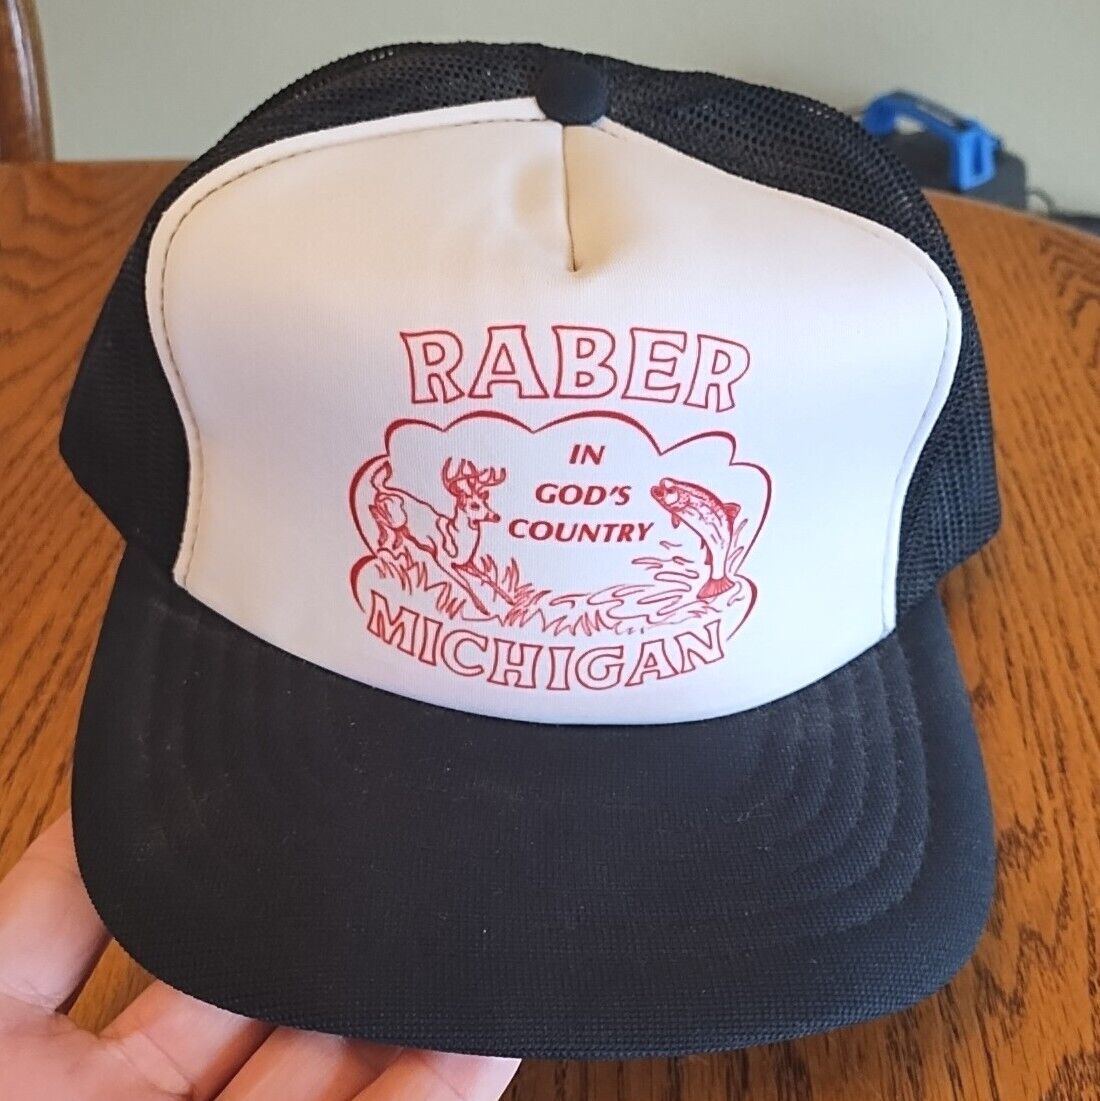 RABER
IN
GOD'S
COUNTRY
MICHIGAN